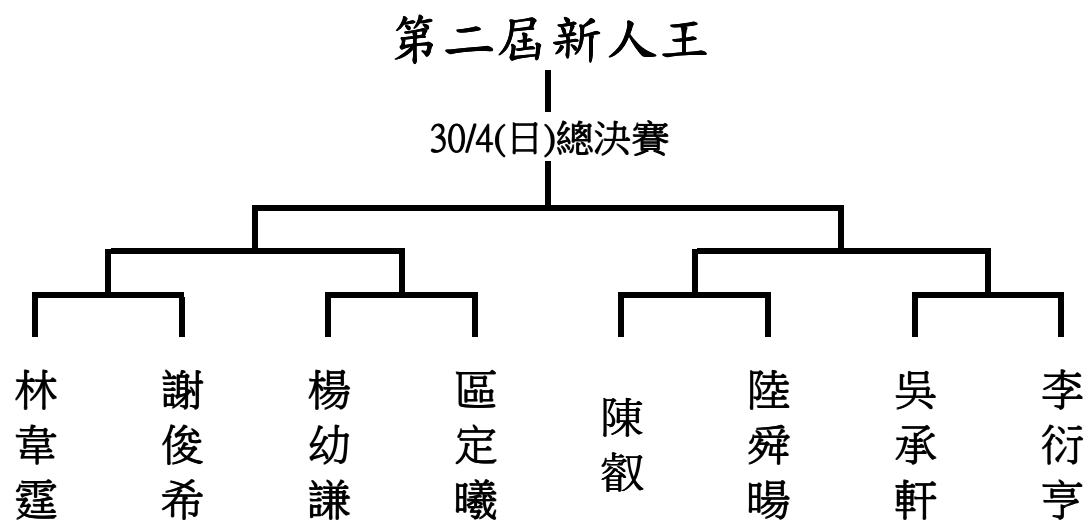 第二屆新人王
30/4(日)總決賽
林韋霆
謝俊希
楊幼謙
區定曦
陳叡
陸舜暘
吳承軒
李衍亨